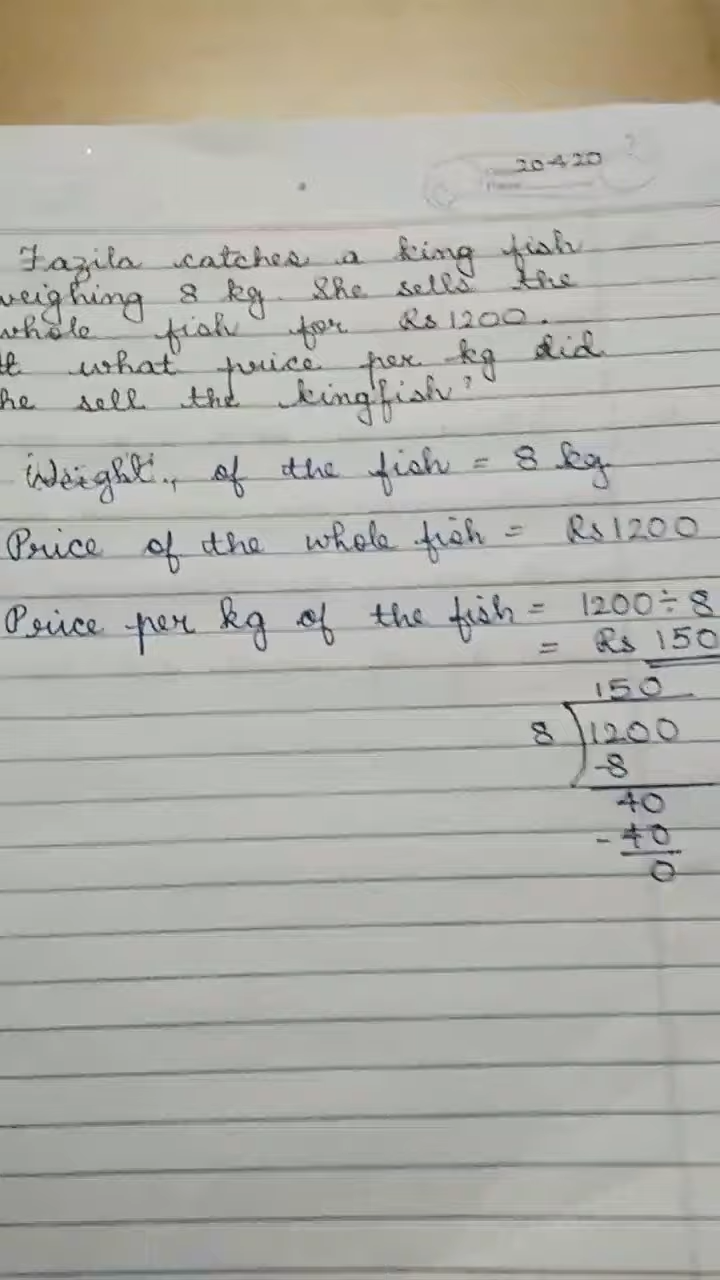 20-4-20
Fazila catches a king fish
weighing 8 kg. She sells the
whole fish for Rs 1200.
t what price per kg did
he sell the kingfish?
Weight of the fish = 8 kg
Price of the whole fish = Rs 1200
Price per kg of the fish = 1200 ÷ 8
= Rs 150
150
8 1200
-8
40
-40
0